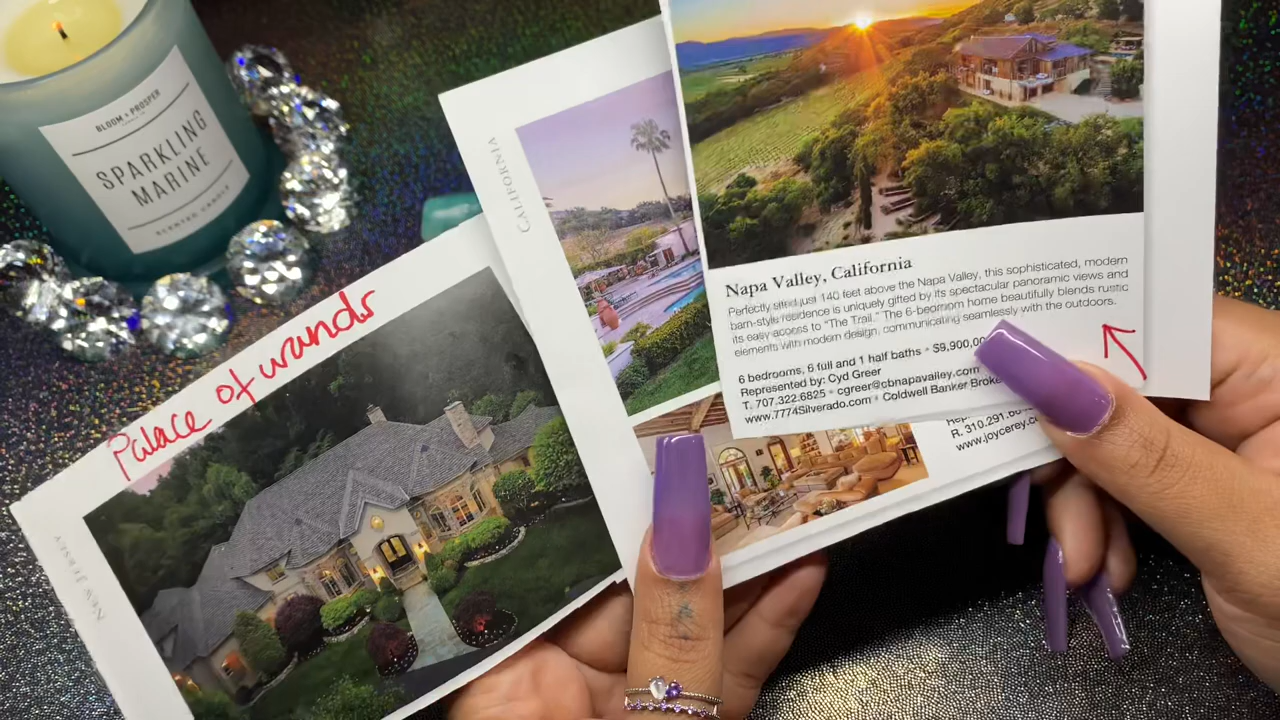 BLOOM + PROSPER
SPARKLING
MARINE
SCENTED CANDLE
Palace of wands
NEW JERSEY
CALIFORNIA
Napa Valley, California
Perfectly sited just 140 feet above the Napa Valley, this sophisticated, modern
barn-style residence is uniquely gifted by its spectacular panoramic views and
its easy access to “The Trail.” The 6-bedroom home beautifully blends rustic
elements with modern design, communicating seamlessly with the outdoors.
6 bedrooms, 6 full and 1 half baths • $9,900,00
Represented by: Cyd Greer
T. 707.322.6825 • cgreer@cbnapavalley.com
www.7774Silverado.com • Coldwell Banker Broke
R. 310.291.
www.joycerey.c